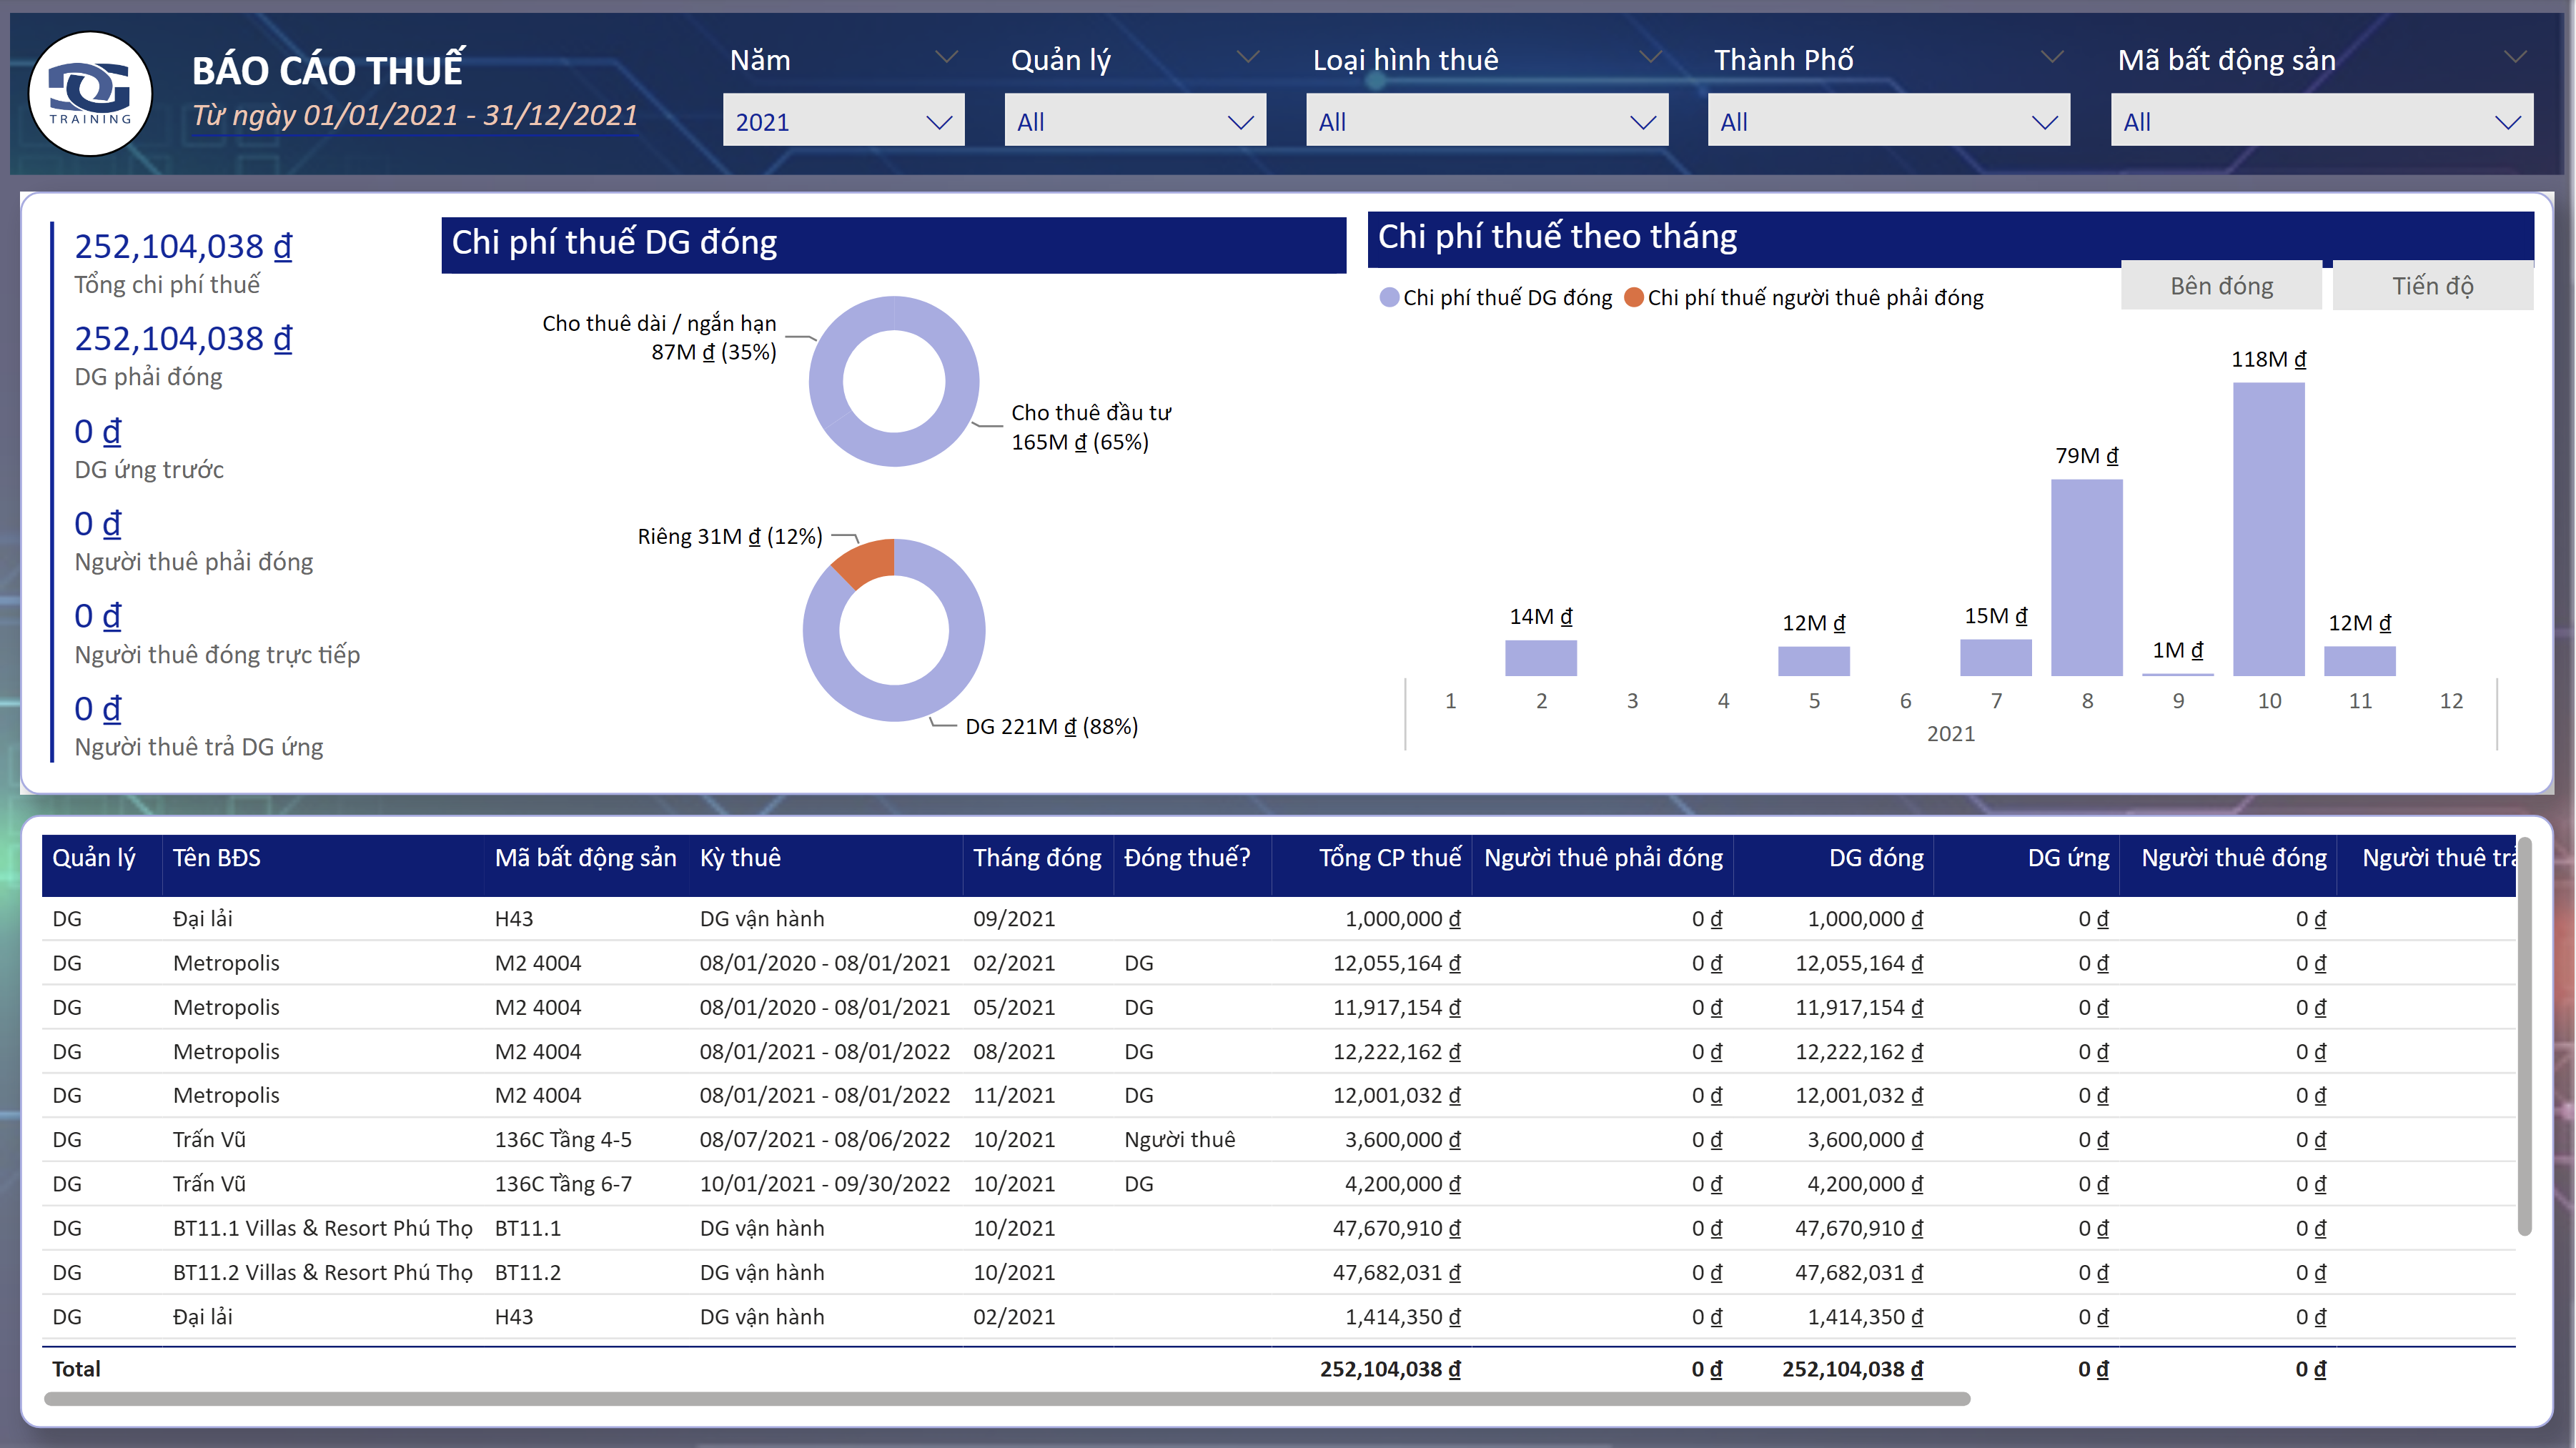 DG
TRAINING
BÁO CÁO THUẾ
Từ ngày 01/01/2021 - 31/12/2021
Năm
2021
Quản lý
All
Loại hình thuê
All
Thành Phố
All
Mã bất động sản
All
252,104,038 ₫
Tổng chi phí thuế
252,104,038 ₫
DG phải đóng
0 ₫
DG ứng trước
0 ₫
Người thuê phải đóng
0 ₫
Người thuê đóng trực tiếp
0 ₫
Người thuê trả DG ứng
Chi phí thuế DG đóng
Cho thuê dài / ngắn hạn
87M ₫ (35%)
Cho thuê đầu tư
165M ₫ (65%)
Riêng 31M ₫ (12%)
DG 221M ₫ (88%)
Chi phí thuế theo tháng
Bên đóng Tiến độ
Chi phí thuế DG đóng Chi phí thuế người thuê phải đóng
118M ₫
79M ₫
14M ₫ 12M ₫ 15M ₫ 1M ₫ 12M ₫
1 2 3 4 5 6 7 8 9 10 11 12
2021
Quản lý Tên BĐS Mã bất động sản Kỳ thuê Tháng đóng Đóng thuế? Tổng CP thuế Người thuê phải đóng DG đóng DG ứng Người thuê đóng Người thuê trả
DG Đại lải H43 DG vận hành 09/2021 1,000,000 ₫ 0 ₫ 1,000,000 ₫ 0 ₫ 0 ₫
DG Metropolis M2 4004 08/01/2020 - 08/01/2021 02/2021 DG 12,055,164 ₫ 0 ₫ 12,055,164 ₫ 0 ₫ 0 ₫
DG Metropolis M2 4004 08/01/2020 - 08/01/2021 05/2021 DG 11,917,154 ₫ 0 ₫ 11,917,154 ₫ 0 ₫ 0 ₫
DG Metropolis M2 4004 08/01/2021 - 08/01/2022 08/2021 DG 12,222,162 ₫ 0 ₫ 12,222,162 ₫ 0 ₫ 0 ₫
DG Metropolis M2 4004 08/01/2021 - 08/01/2022 11/2021 DG 12,001,032 ₫ 0 ₫ 12,001,032 ₫ 0 ₫ 0 ₫
DG Trấn Vũ 136C Tầng 4-5 08/07/2021 - 08/06/2022 10/2021 Người thuê 3,600,000 ₫ 0 ₫ 3,600,000 ₫ 0 ₫ 0 ₫
DG Trấn Vũ 136C Tầng 6-7 10/01/2021 - 09/30/2022 10/2021 DG 4,200,000 ₫ 0 ₫ 4,200,000 ₫ 0 ₫ 0 ₫
DG BT11.1 Villas & Resort Phú Thọ BT11.1 DG vận hành 10/2021 47,670,910 ₫ 0 ₫ 47,670,910 ₫ 0 ₫ 0 ₫
DG BT11.2 Villas & Resort Phú Thọ BT11.2 DG vận hành 10/2021 47,682,031 ₫ 0 ₫ 47,682,031 ₫ 0 ₫ 0 ₫
DG Đại lải H43 DG vận hành 02/2021 1,414,350 ₫ 0 ₫ 1,414,350 ₫ 0 ₫ 0 ₫
Total 252,104,038 ₫ 0 ₫ 252,104,038 ₫ 0 ₫ 0 ₫